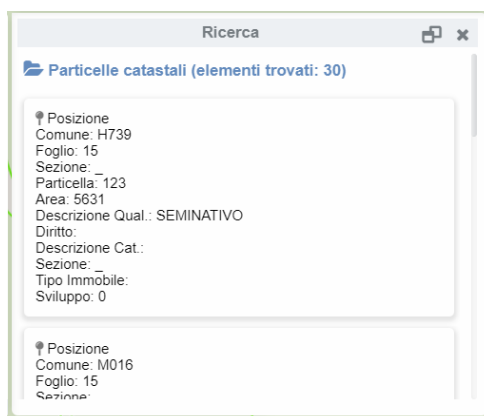 Ricerca
Particelle catastali (elementi trovati: 30)
Posizione
Comune: H739
Foglio: 15
Sezione: _
Particella: 123
Area: 5631
Descrizione Qual.: SEMINATIVO
Diritto:
Descrizione Cat.:
Sezione: _
Tipo Immobile:
Sviluppo: 0
Posizione
Comune: M016
Foglio: 15
Sezione: